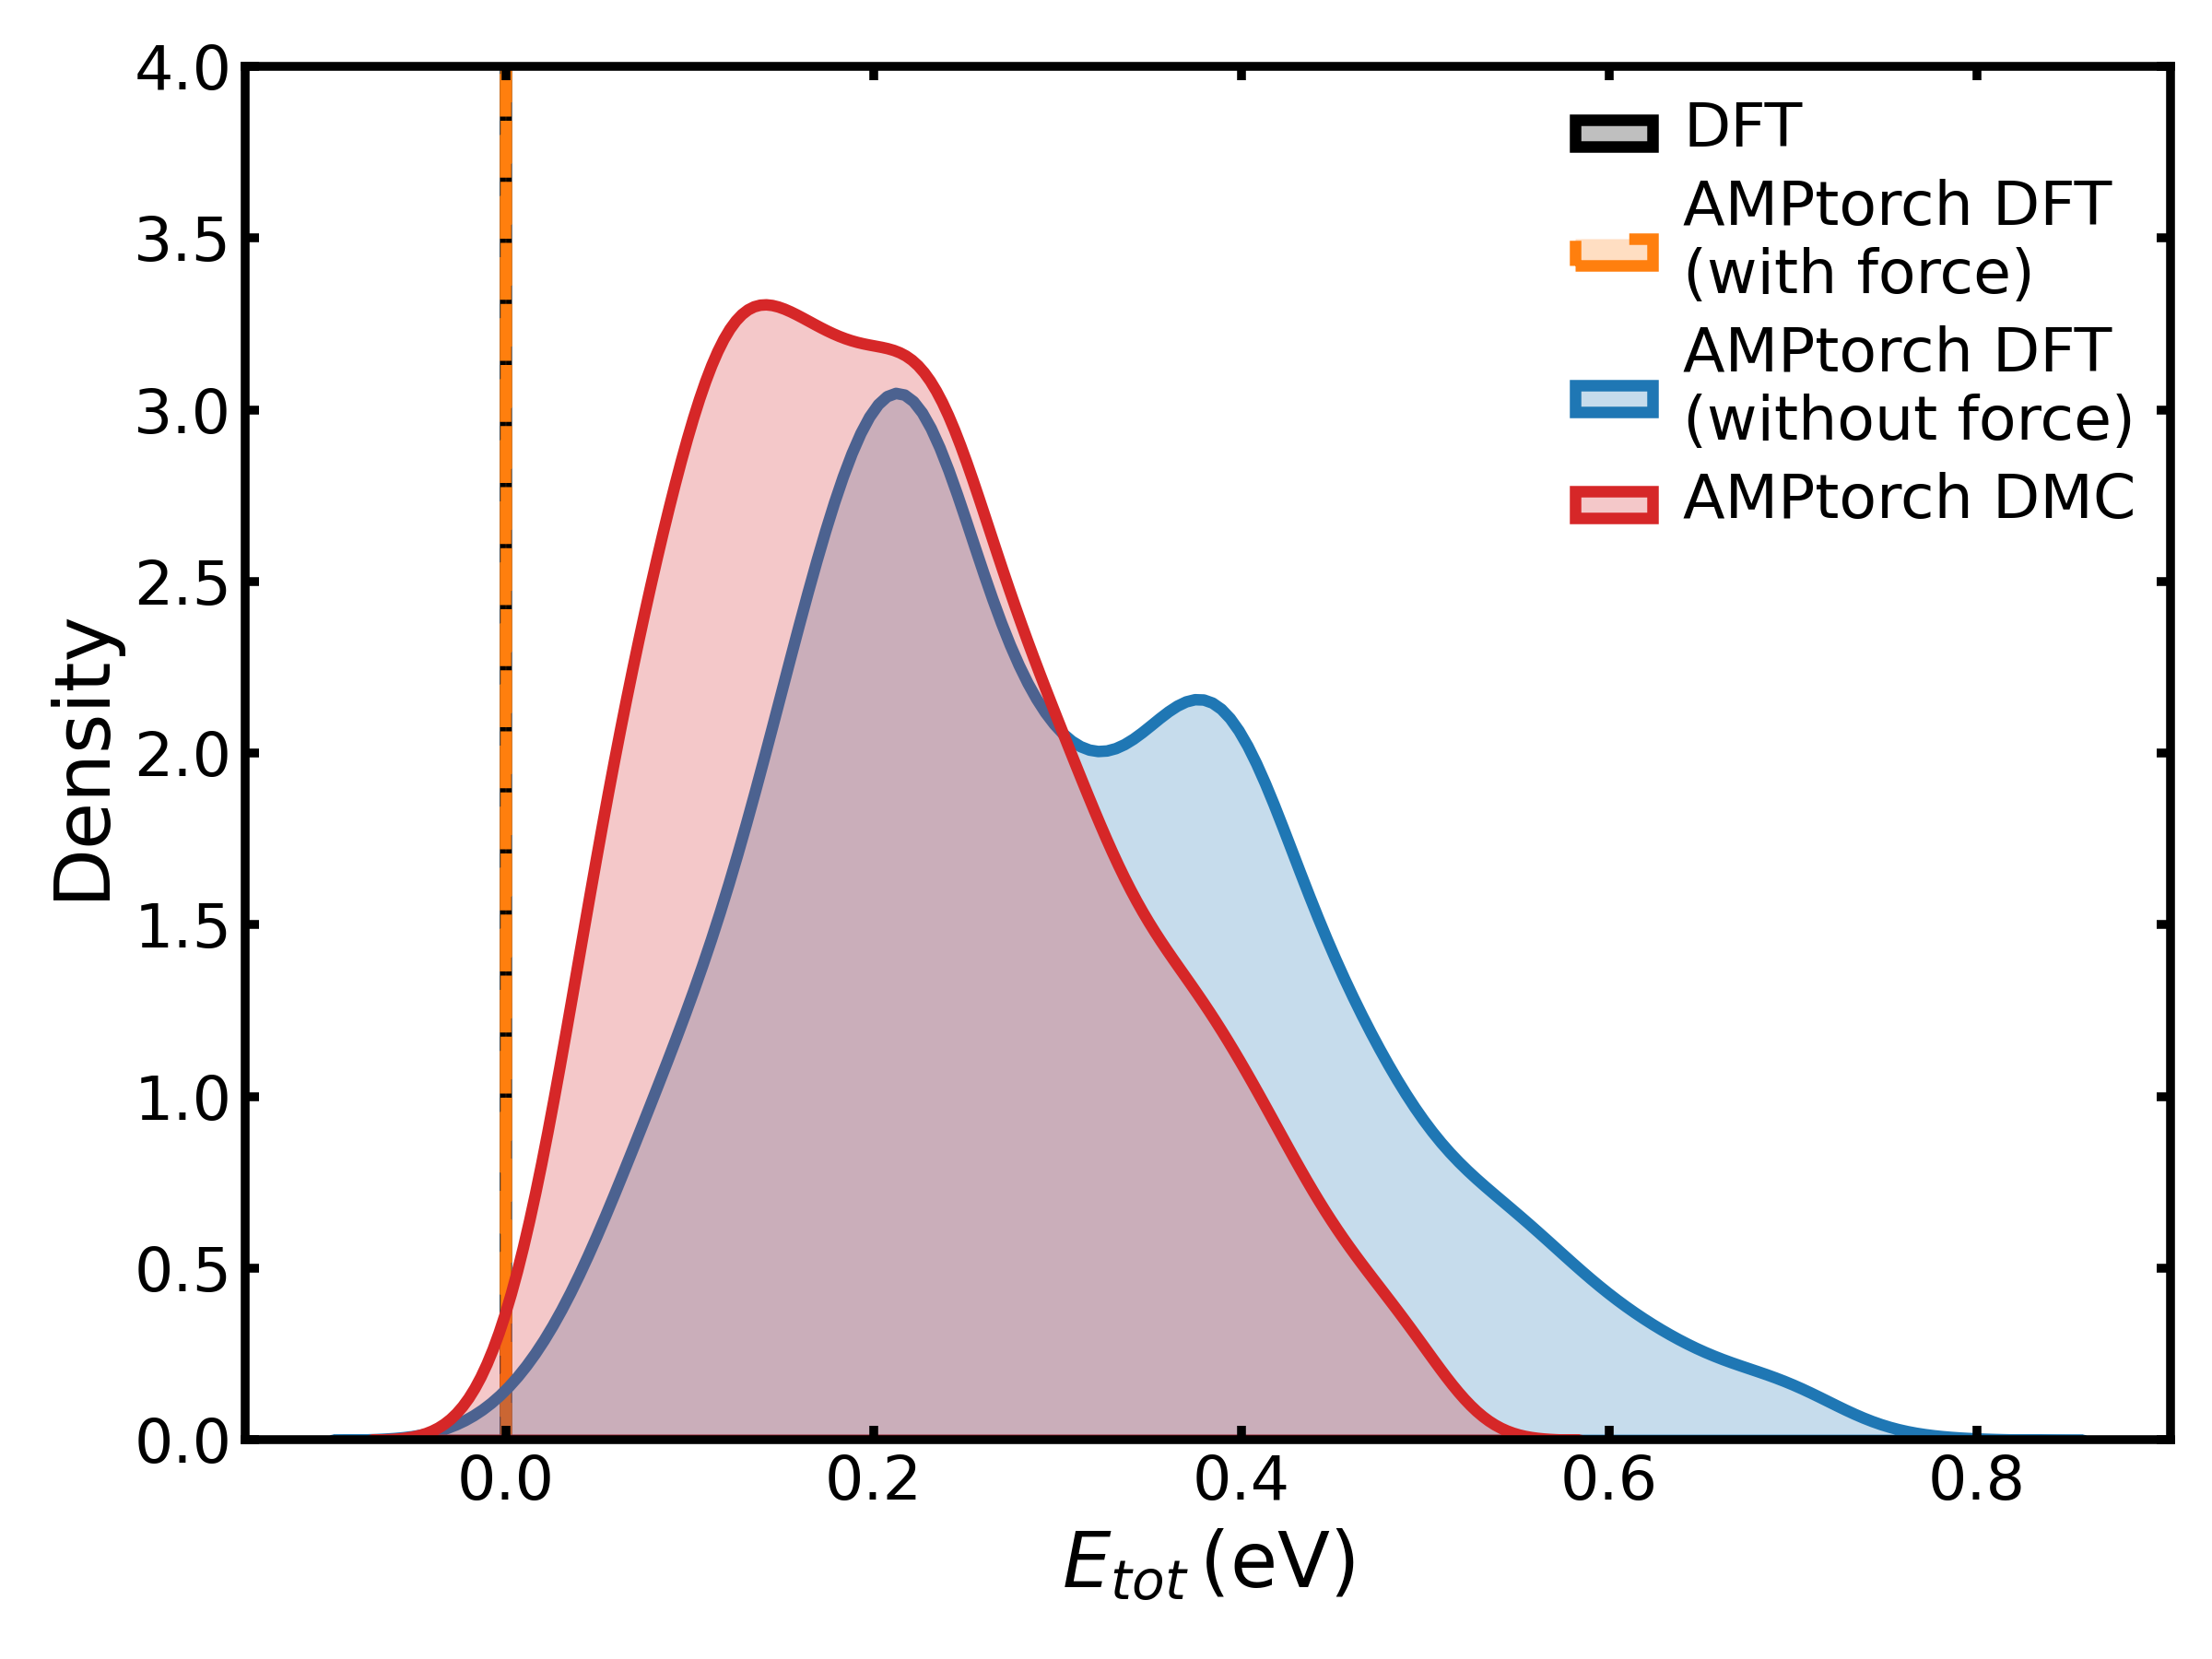 4.0
3.5
3.0
2.5
2.0
1.5
1.0
0.5
0.0
Density
DFT
AMPtorch DFT
(with force)
AMPtorch DFT
(without force)
AMPtorch DMC
0.0 0.2 0.4 0.6 0.8
E_tot (eV)